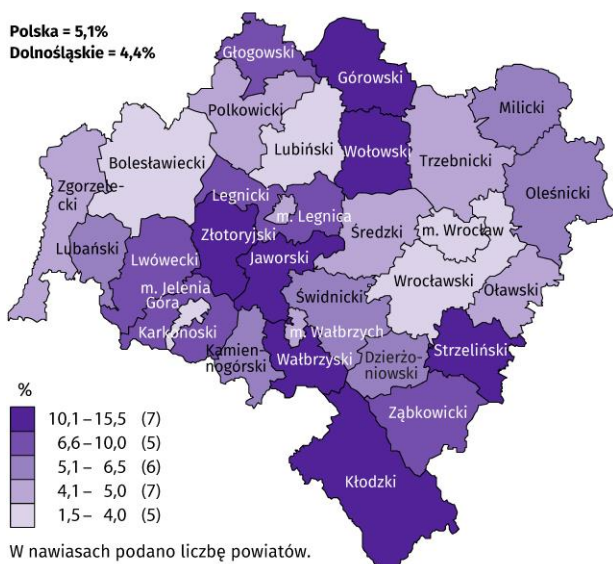 Polska = 5,1%
Dolnośląskie = 4,4%
Głogowski
Górowski
Milicki
Polkowicki
Lubiński
Wołowski
Trzebnicki
Bolesławiecki
Zgorzele-
cki
Oleśnicki
Legnicki
m. Legnica
Lubański
Złotoryjski
Średzki
m. Wrocław
Lwówecki
Jaworski
Wrocławski
m. Jelenia
Góra
Oławski
Świdnicki
Karkonoski
m. Wałbrzych
Kamien-
nogórski
Wałbrzyski
Dzierżo-
niowski
Strzeliński
Ząbkowicki
Kłodzki
%
10,1 – 15,5 (7)
6,6 – 10,0 (5)
5,1 – 6,5 (6)
4,1 – 5,0 (7)
1,5 – 4,0 (5)
W nawiasach podano liczbę powiatów.